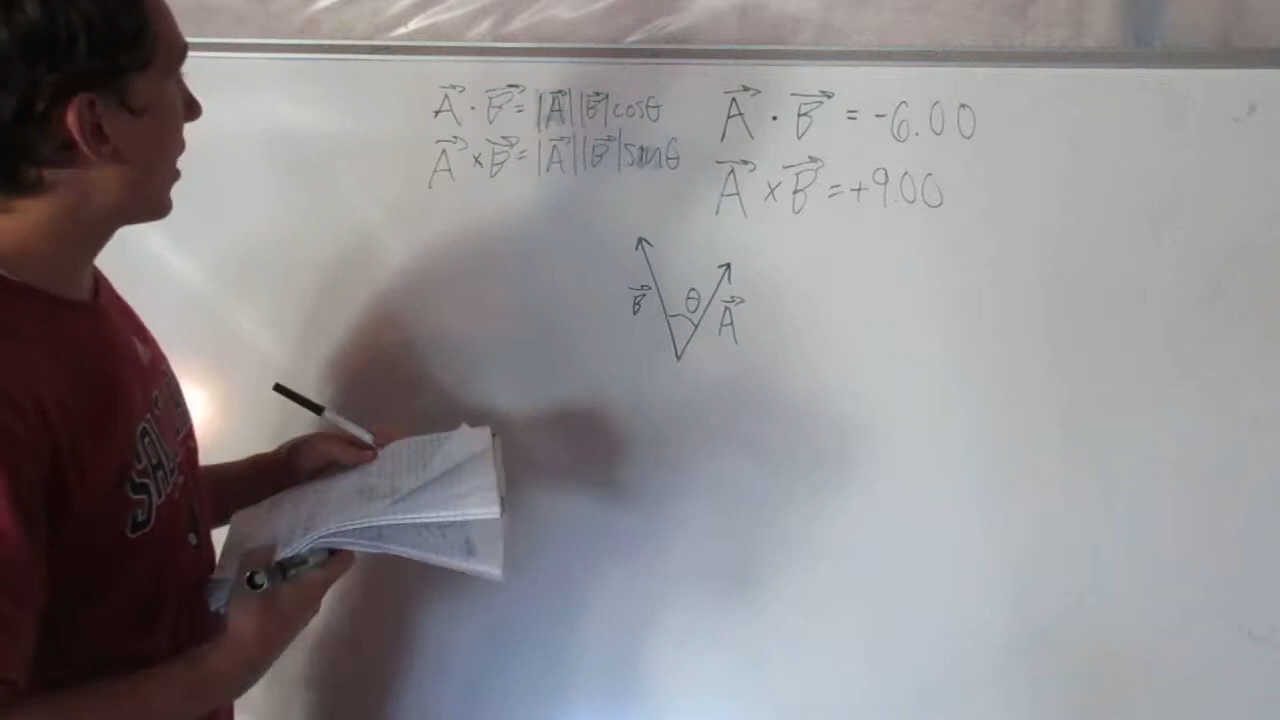 A⃗ · B⃗ = |A⃗||B⃗| cosθ
A⃗ × B⃗ = |A⃗||B⃗| sinθ
A⃗ · B⃗ = -6.00
A⃗ × B⃗ = +9.00
B⃗
θ
A⃗